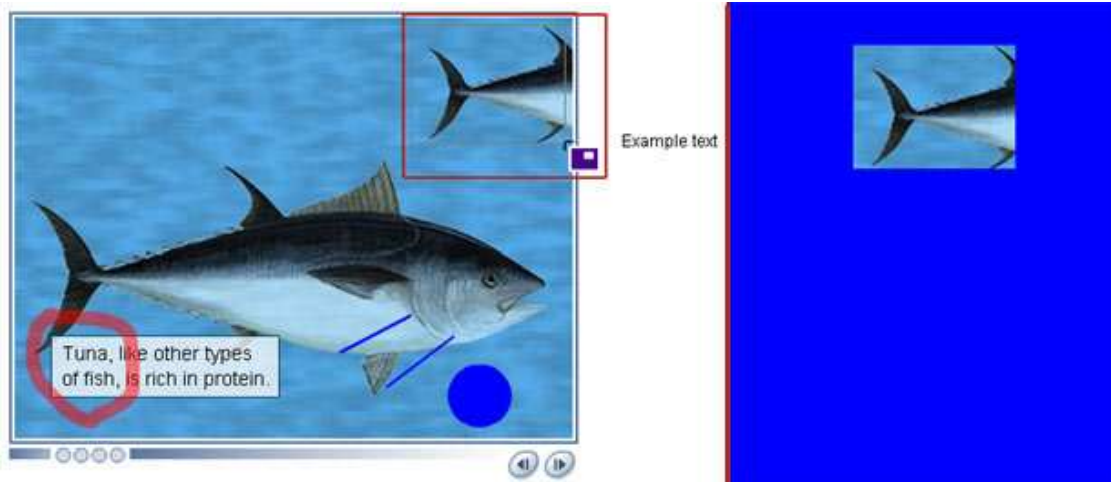 Example text
Tuna, like other types
of fish, is rich in protein.